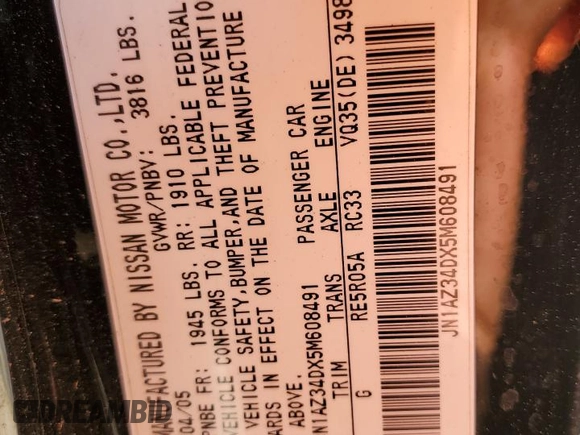 MANUFACTURED BY NISSAN MOTOR CO.,LTD.
04/05 GVWR/PNBV: 3816 LBS.
PNBE FR: 1945 LBS. RR: 1910 LBS.
VEHICLE CONFORMS TO ALL APPLICABLE FEDERAL
VEHICLE SAFETY,BUMPER,AND THEFT PREVENTIO
ARDS IN EFFECT ON THE DATE OF MANUFACTURE
ABOVE.
N1AZ34DX5M608491 PASSENGER CAR
TRIM TRANS AXLE ENGINE
G RE5R05A RC33 VQ35(DE) 3498
JN1AZ34DX5M608491
DREAMBID